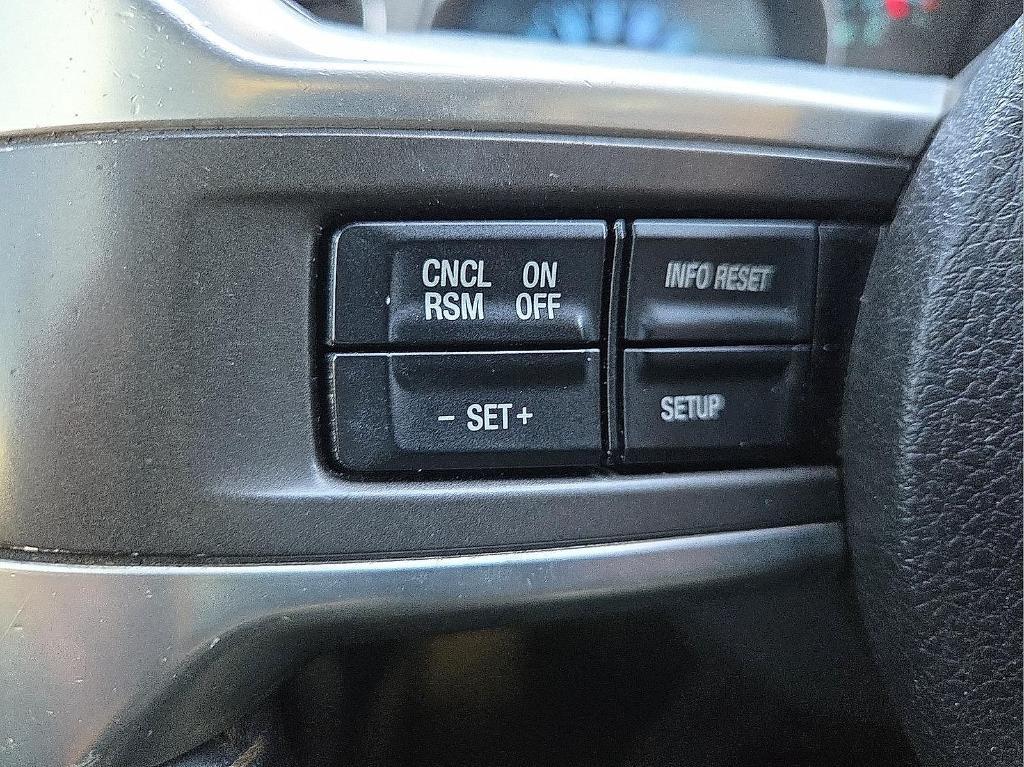 CNCL ON
RSM OFF
- SET +
INFO RESET
SETUP